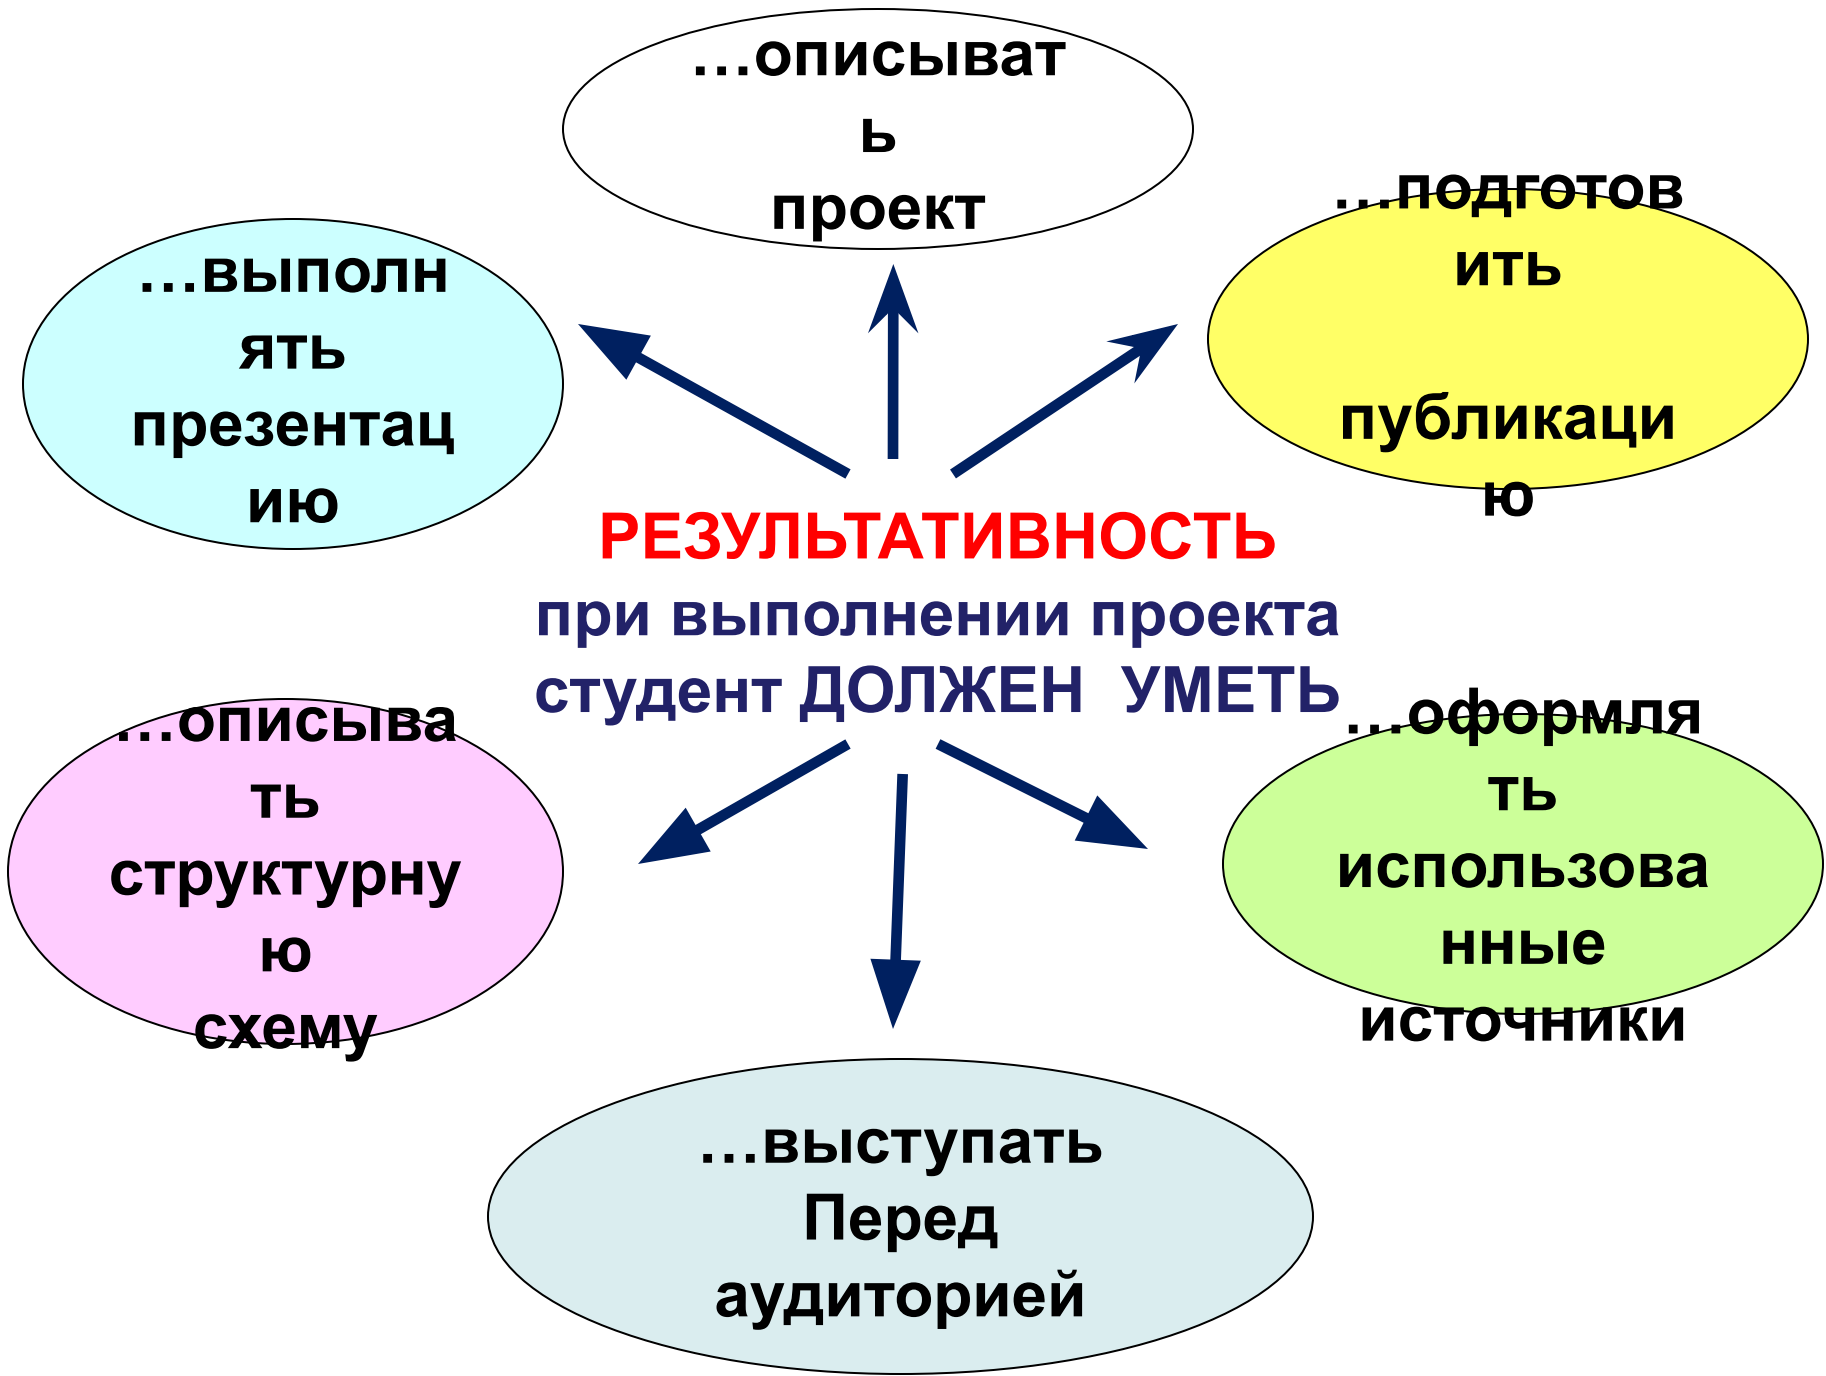 …описыват
ь
проект
…подготов
ить
публикаци
ю
…выполн
ять
презентац
ию
РЕЗУЛЬТАТИВНОСТЬ
при выполнении проекта
студент ДОЛЖЕН  УМЕТЬ
…описыва
ть
структурну
ю
схему
…оформля
ть
использова
нные
источники
…выступать
Перед
аудиторией